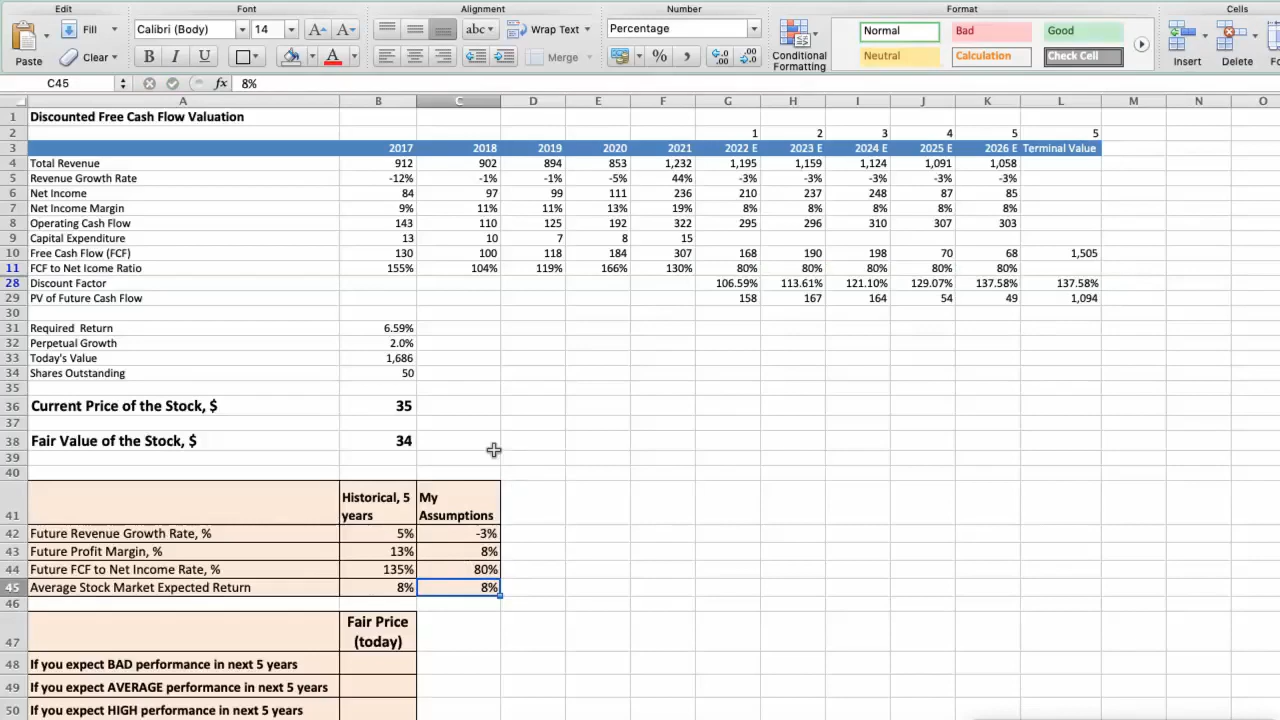 Edit Font Alignment Number Format Cells
Fill Calibri (Body) 14 A A abc Wrap Text Percentage Normal Bad Good
Paste Clear B I U A Merge % , Conditional Formatting Neutral Calculation Check Cell Insert Delete
C45 fx 8%
A B C D E F G H I J K L M N O
1 Discounted Free Cash Flow Valuation
2 1 2 3 4 5 5
3 2017 2018 2019 2020 2021 2022 E 2023 E 2024 E 2025 E 2026 E Terminal Value
4 Total Revenue 912 902 894 853 1,232 1,195 1,159 1,124 1,091 1,058
5 Revenue Growth Rate -12% -1% -1% -5% 44% -3% -3% -3% -3% -3%
6 Net Income 84 97 99 111 236 210 237 248 87 85
7 Net Income Margin 9% 11% 11% 13% 19% 8% 8% 8% 8% 8%
8 Operating Cash Flow 143 110 125 192 322 295 296 310 307 303
9 Capital Expenditure 13 10 7 8 15
10 Free Cash Flow (FCF) 130 100 118 184 307 168 190 198 70 68 1,505
11 FCF to Net Icome Ratio 155% 104% 119% 166% 130% 80% 80% 80% 80% 80%
28 Discount Factor 106.59% 113.61% 121.10% 129.07% 137.58% 137.58%
29 PV of Future Cash Flow 158 167 164 54 49 1,094
30
31 Required Return 6.59%
32 Perpetual Growth 2.0%
33 Today's Value 1,686
34 Shares Outstanding 50
35
36 Current Price of the Stock, $ 35
37
38 Fair Value of the Stock, $ 34
39
40
41 Historical, 5 years My Assumptions
42 Future Revenue Growth Rate, % 5% -3%
43 Future Profit Margin, % 13% 8%
44 Future FCF to Net Income Rate, % 135% 80%
45 Average Stock Market Expected Return 8% 8%
46
47 Fair Price (today)
48 If you expect BAD performance in next 5 years
49 If you expect AVERAGE performance in next 5 years
50 If you expect HIGH performance in next 5 years